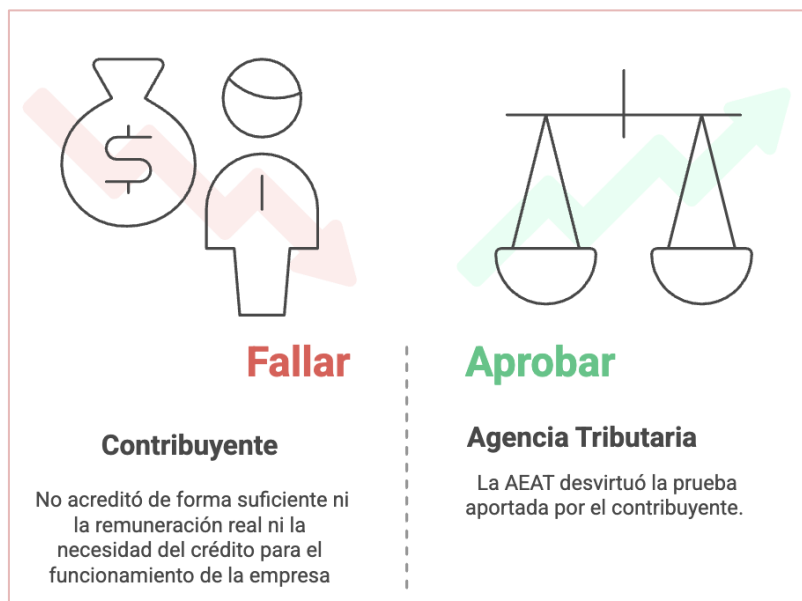 $
Fallar
Contribuyente
No acreditó de forma suficiente ni
la remuneración real ni la
necesidad del crédito para el
funcionamiento de la empresa
Aprobar
Agencia Tributaria
La AEAT desvirtuó la prueba
aportada por el contribuyente.